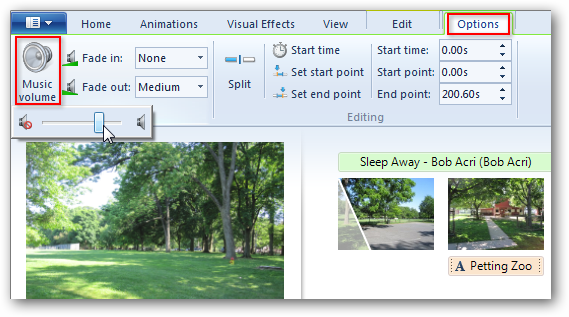 Home Animations Visual Effects View Edit Options
Music volume
Fade in: None
Fade out: Medium
Split
Start time
Set start point
Set end point
Start time: 0.00s
Start point: 0.00s
End point: 200.60s
Editing
Sleep Away - Bob Acri (Bob Acri)
A Petting Zoo